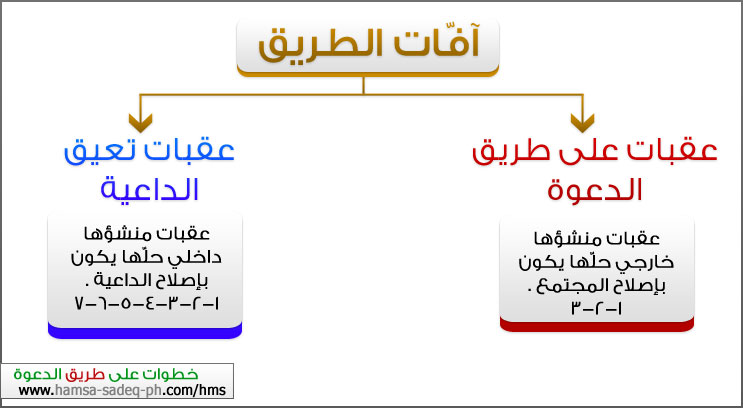 آفّات الطريق
عقبات على طريق
الدعوة
عقبات منشؤها
خارجي حلّها يكون
بإصلاح المجتمع .
١-٢-٣
عقبات تعيق
الداعية
عقبات منشؤها
داخلي حلّها يكون
بإصلاح الداعية .
١-٢-٣-٤-٥-٦-٧
خطوات على طريق الدعوة
www.hamsa-sadeq-ph.com/hms